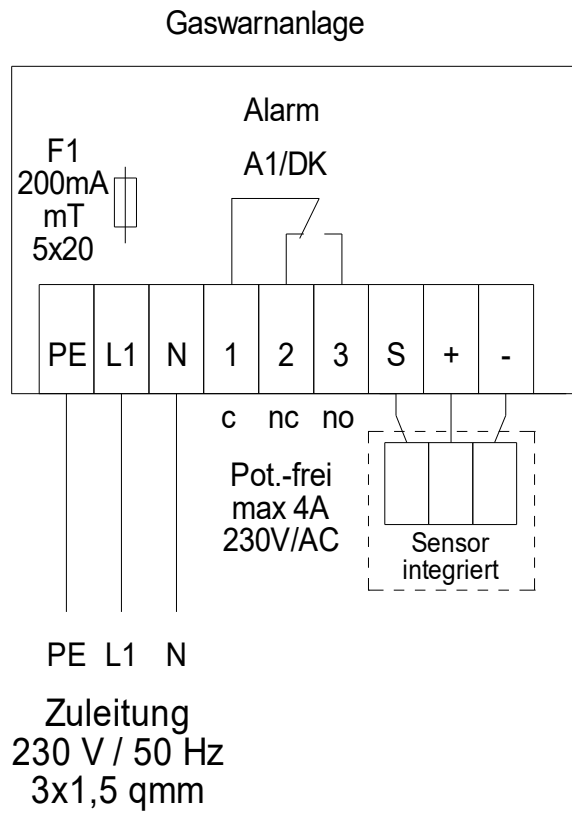 Gaswarnanlage
Alarm
A1/DK
F1
200mA
mT
5x20
PE L1 N 1 2 3 S + -
c nc no
Pot.-frei
max 4A
230V/AC
Sensor
integriert
PE L1 N
Zuleitung
230 V / 50 Hz
3x1,5 qmm